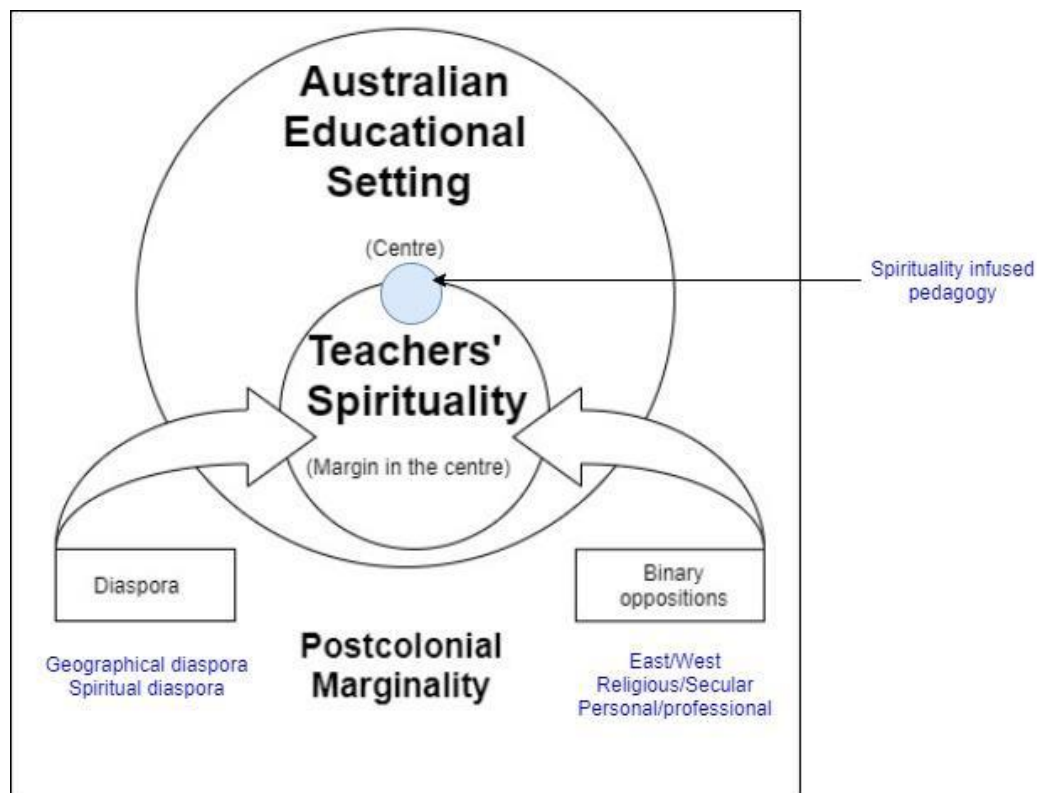 Australian
Educational
Setting
(Centre)
Spirituality infused
pedagogy
Teachers'
Spirituality
(Margin in the centre)
Diaspora
Geographical diaspora
Spiritual diaspora
Postcolonial
Marginality
Binary
oppositions
East/West
Religious/Secular
Personal/professional